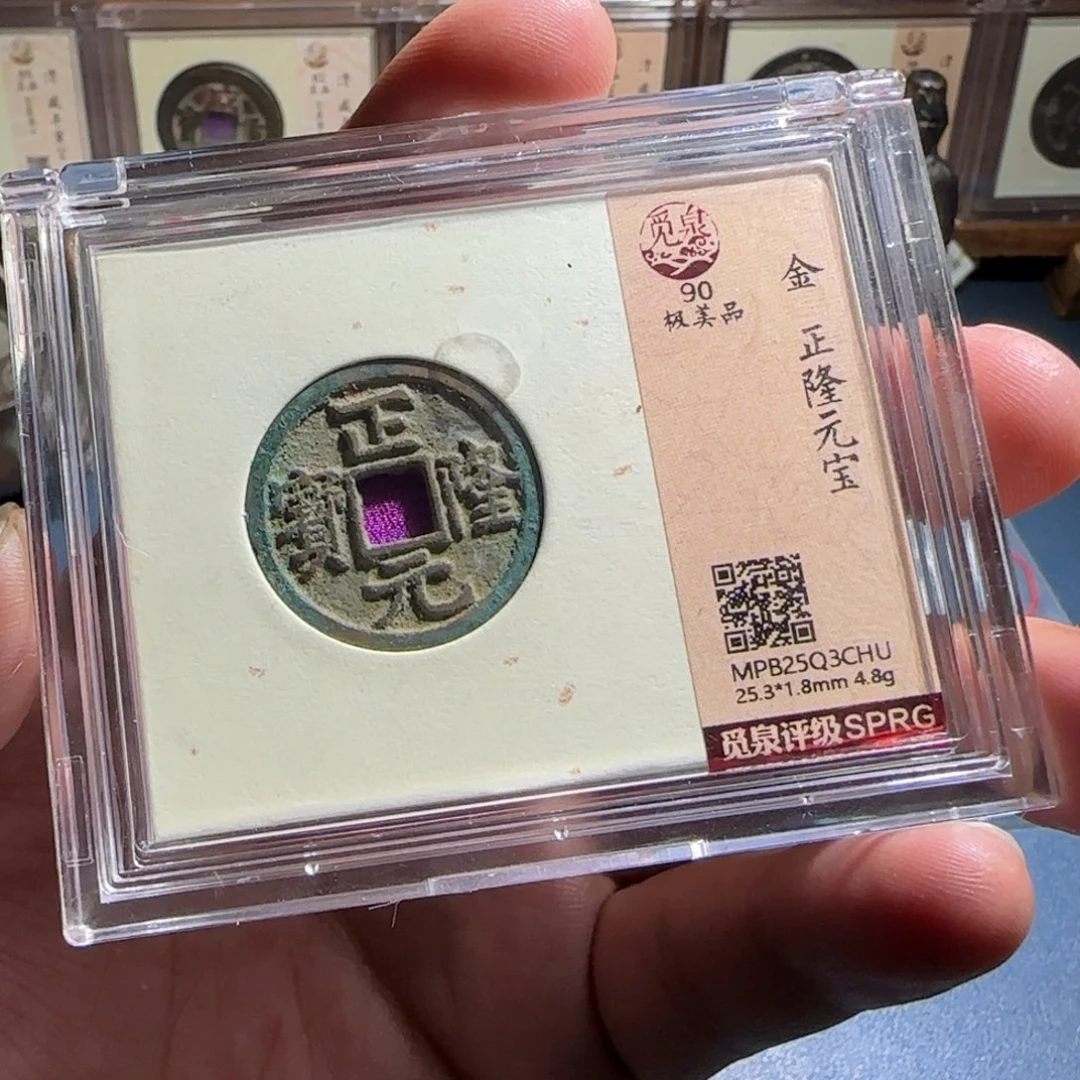 正
隆
元
寶
觅泉
90
极美品
金 正隆元宝
MPB25Q3CHU
25.3*1.8mm 4.8g
觅泉评级SPRG